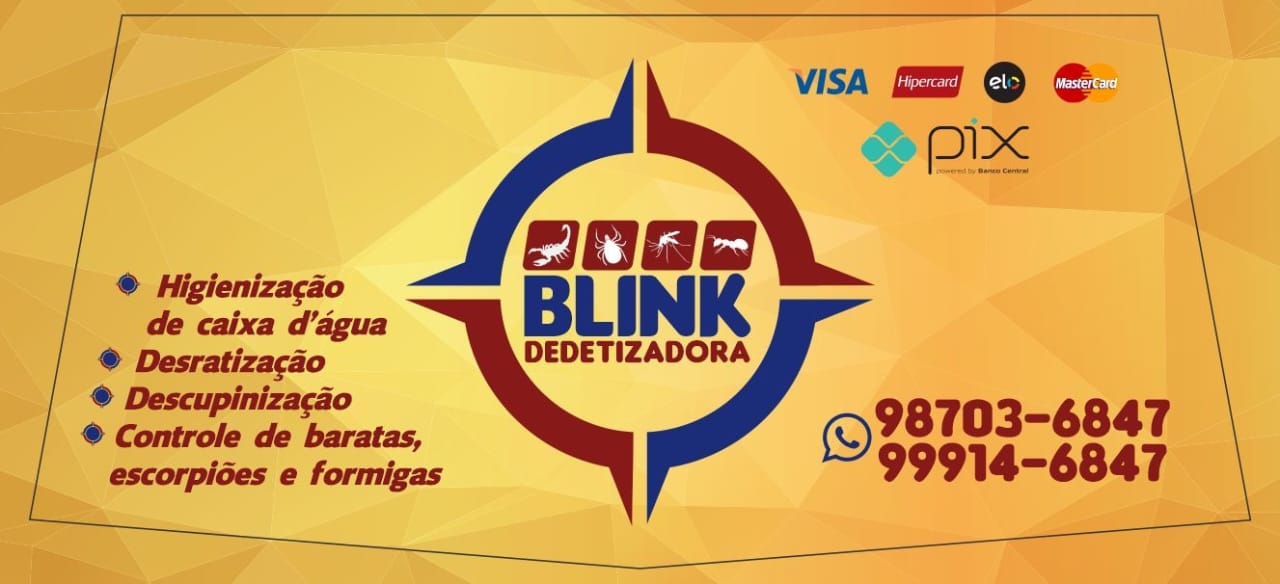 VISA
Hipercard
elo
MasterCard
pix
powered by Banco Central
BLINK
DEDETIZADORA
Higienização
de caixa d'água
Desratização
Descupinização
Controle de baratas,
escorpiões e formigas
98703-6847
99914-6847